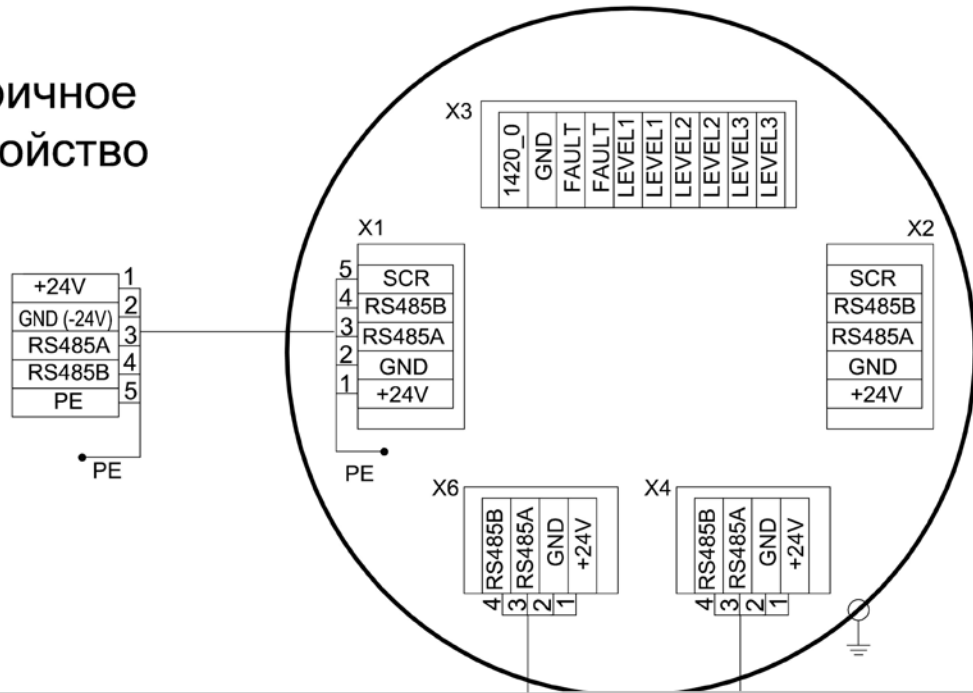 X3
1420_0
GND
FAULT
FAULT
LEVEL1
LEVEL1
LEVEL2
LEVEL2
LEVEL3
LEVEL3
X1
5 SCR
4 RS485B
3 RS485A
2 GND
1 +24V
PE
X2
SCR
RS485B
RS485A
GND
+24V
+24V 1
GND (-24V) 2
RS485A 3
RS485B 4
PE 5
PE
X6
RS485B 4
RS485A 3
GND 2
+24V 1
X4
RS485B 4
RS485A 3
GND 2
+24V 1